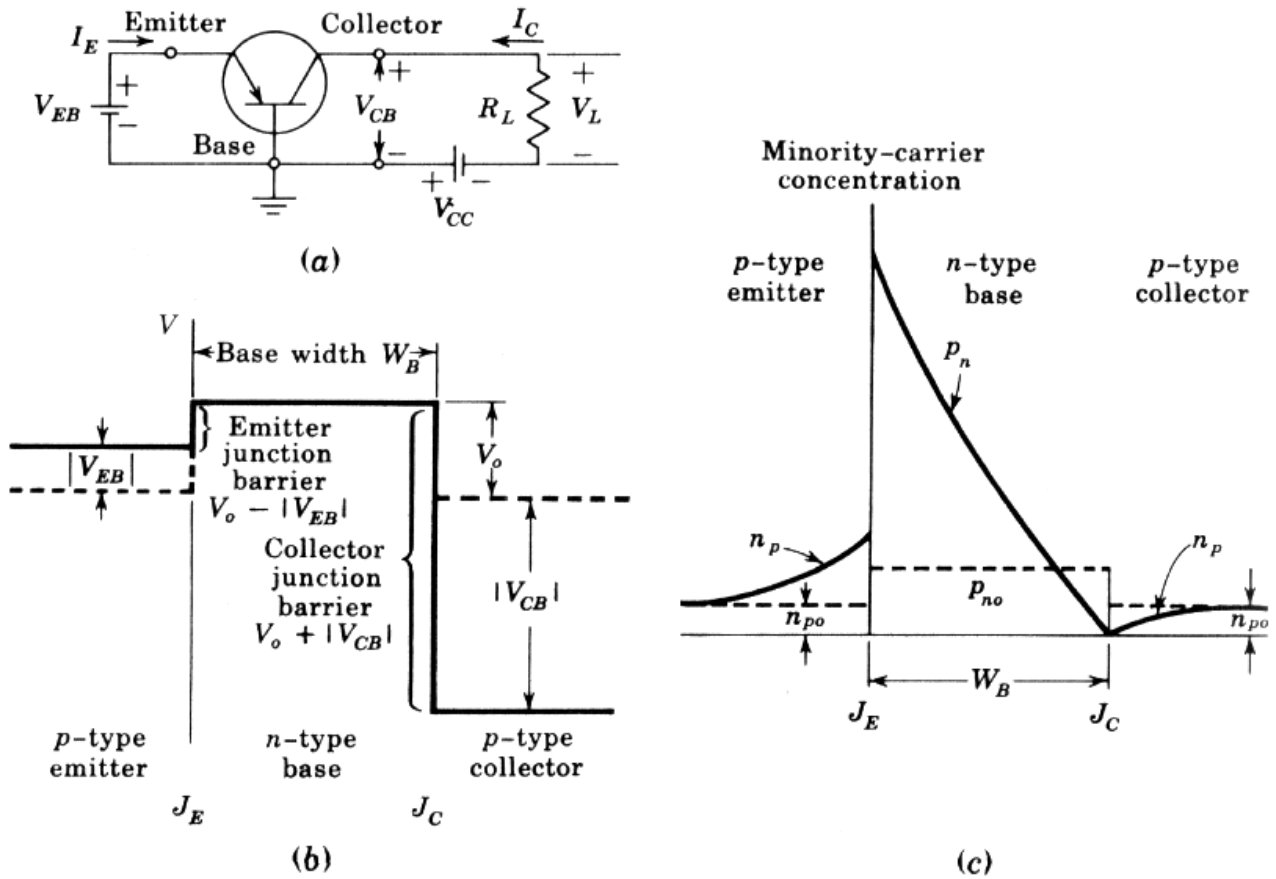 Emitter Collector
I_E I_C
+ + +
V_EB V_CB R_L V_L
- - -
Base
+ -
V_CC
(a)
V
Base width W_B
Emitter
junction
barrier
V_o - |V_EB|
|V_EB|
V_o
Collector
junction
barrier
V_o + |V_CB|
|V_CB|
p-type
emitter
n-type
base
p-type
collector
J_E J_C
(b)
Minority-carrier
concentration
p-type
emitter
n-type
base
p-type
collector
p_n
n_p n_p
p_no
n_po n_po
W_B
J_E J_C
(c)